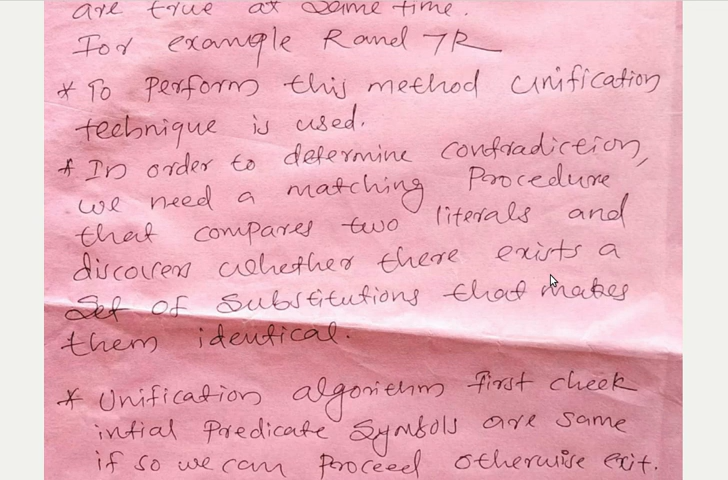 are true at same time.
For example R and ㄱR
* To Perform this method unification
technique is used.
* In order to determine contradiction,
we need a matching Procedure
that compares two literals and
discovers whether there exists a
Set of Substitutions that makes
them identical.
* Unification algorithm first check
intial Predicate Symbols are same
if so we can Proceed otherwise exit.